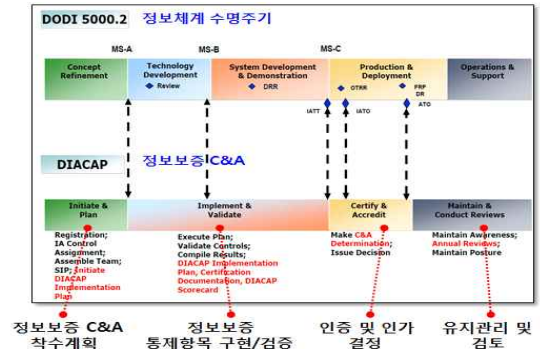 DODI 5000.2 정보체계 수명주기
MS-A MS-B MS-C
Concept Refinement
Technology Development
Review
System Development & Demonstration
DRR
Production & Deployment
OTRR
FRP DR
Operations & Support
IATT IATO ATO
DIACAP 정보보증 C&A
Initiate & Plan
Implement & Validate
Certify & Accredit
Maintain & Conduct Reviews
Registration;
IA Control
Assignment;
Assemble Team;
SIP; Initiate
DIACAP
Implementation
Plan
Execute Plan;
Validate Controls;
Compile Results;
DIACAP Implementation
Plan, Certification
Documentation, DIACAP
Scorecard
Make C&A
Determination;
Issue Decision
Maintain Awareness;
Annual Reviews;
Maintain Posture
정보보증 C&A
착수계획
정보보증
통제항목 구현/검증
인증 및 인가
결정
유지관리 및
검토